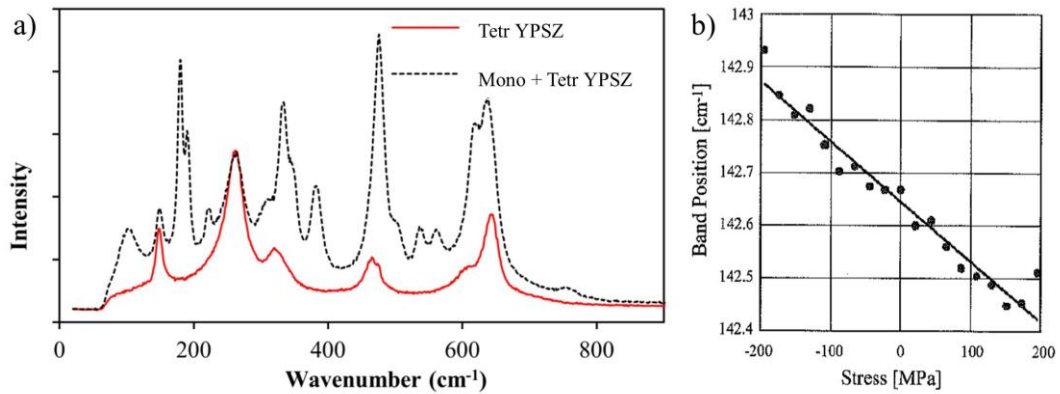 a)
Tetr YPSZ
Mono + Tetr YPSZ
Intensity
0
200
400
600
800
Wavenumber (cm-1)
b)
143
142.9
142.8
142.7
142.6
142.5
142.4
Band Position [cm-1]
-200
-100
0
100
200
Stress [MPa]